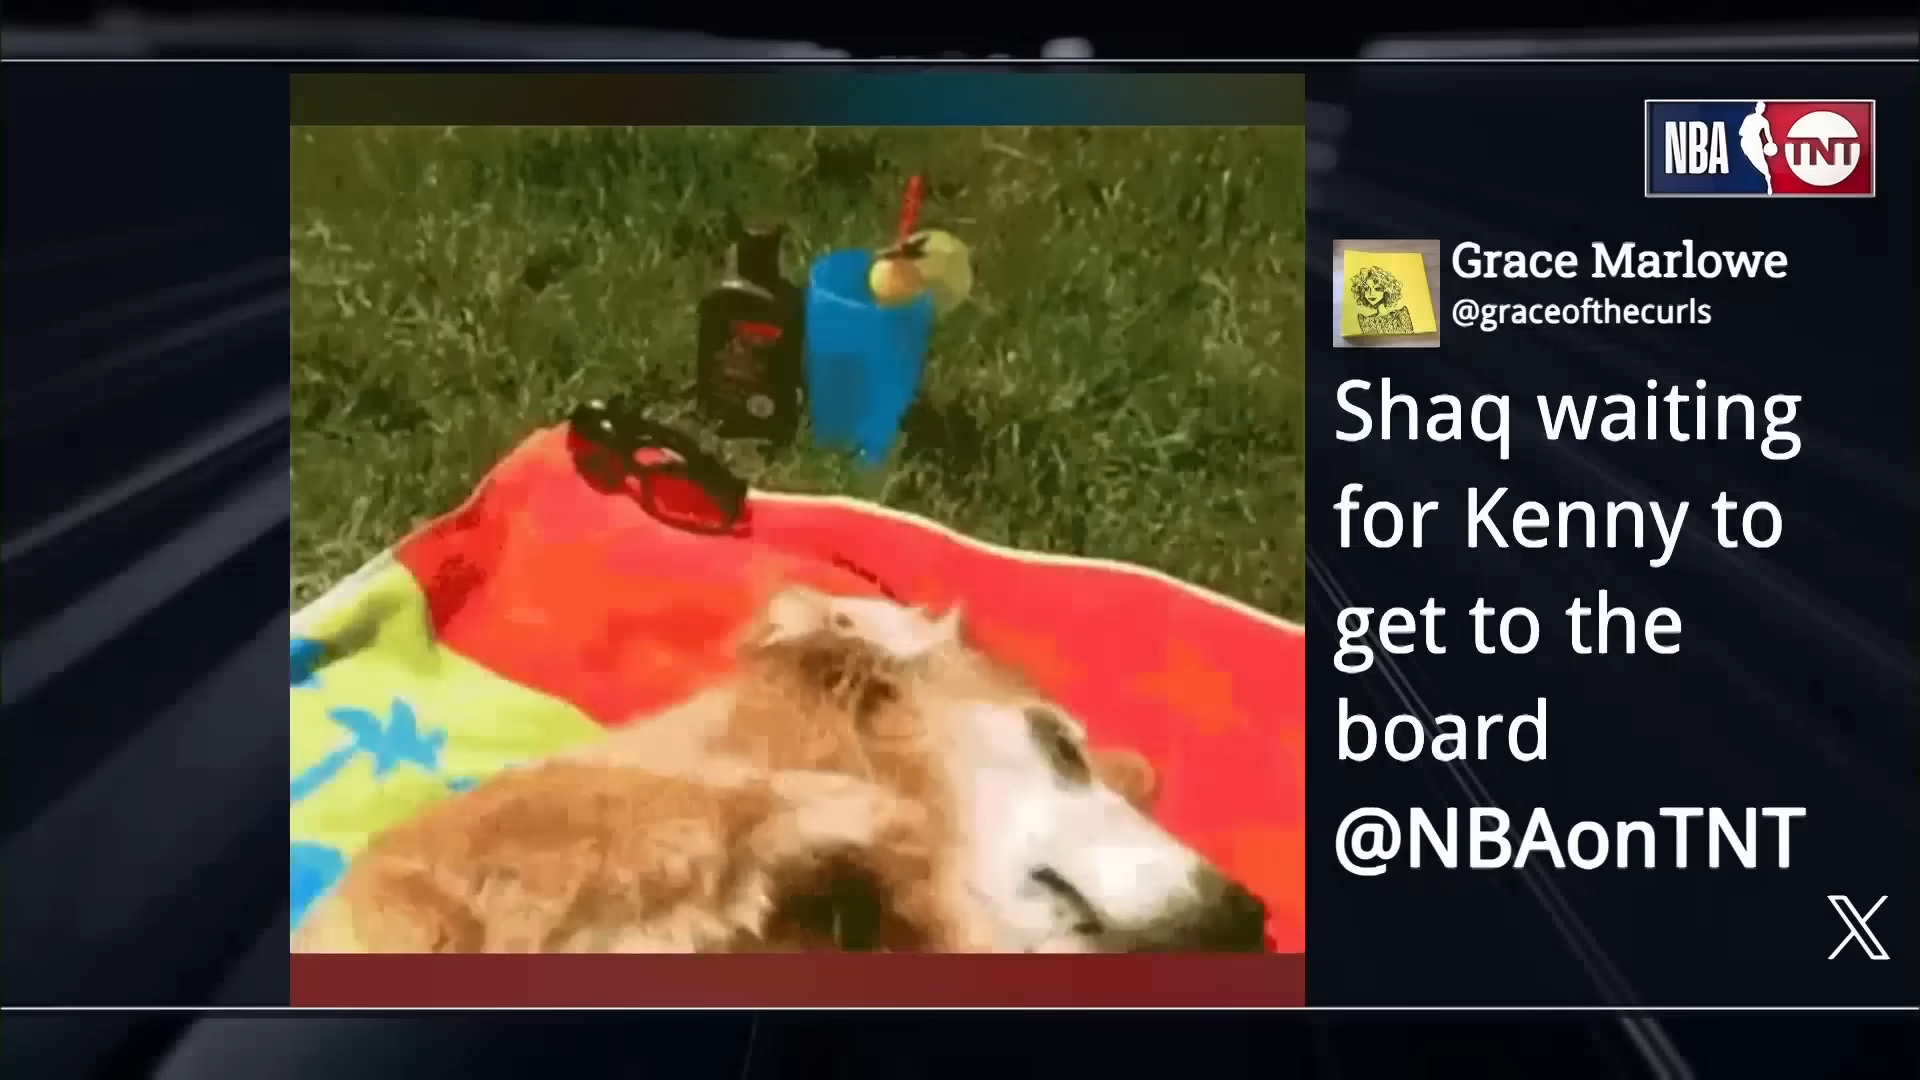 NBA TNT
Grace Marlowe
@graceofthecurls
Shaq waiting
for Kenny to
get to the
board
@NBAonTNT